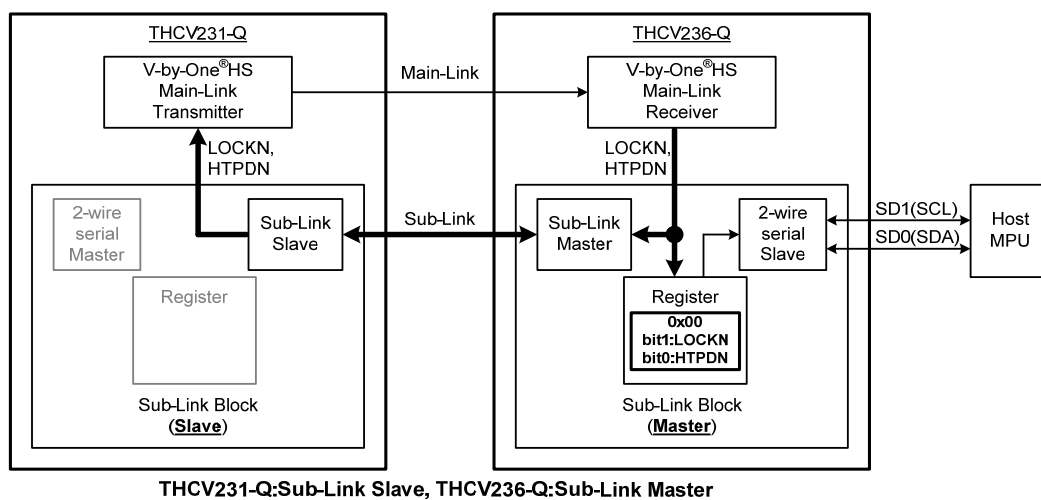 THCV231-Q
V-by-One®HS
Main-Link
Transmitter
LOCKN,
HTPDN
2-wire
serial
Master
Sub-Link
Slave
Register
Sub-Link Block
(Slave)
Main-Link
Sub-Link
THCV236-Q
V-by-One®HS
Main-Link
Receiver
LOCKN,
HTPDN
Sub-Link
Master
2-wire
serial
Slave
Register
0x00
bit1:LOCKN
bit0:HTPDN
Sub-Link Block
(Master)
SD1(SCL)
SD0(SDA)
Host
MPU
THCV231-Q:Sub-Link Slave, THCV236-Q:Sub-Link Master